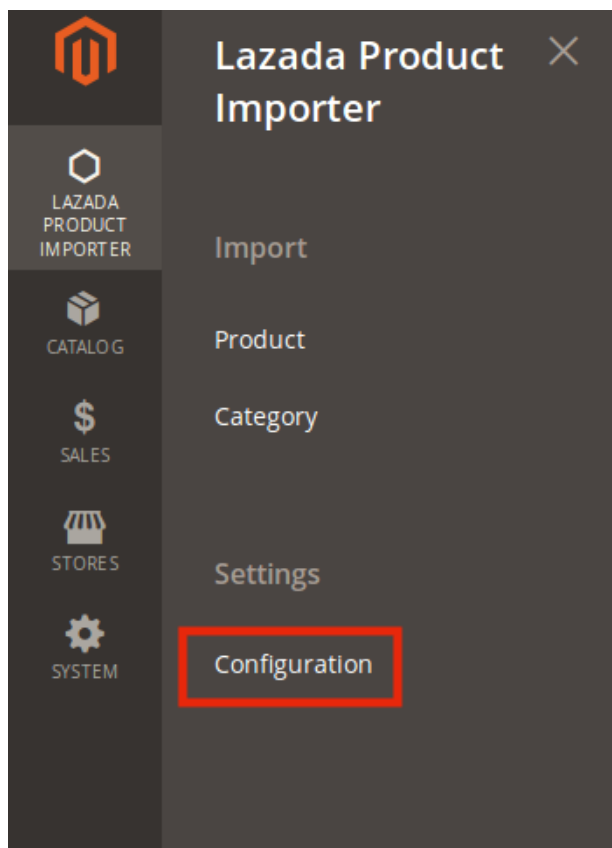 Lazada Product
Importer
LAZADA
PRODUCT
IMPORTER
Import
CATALOG
Product
Category
SALES
STORES
Settings
SYSTEM
Configuration